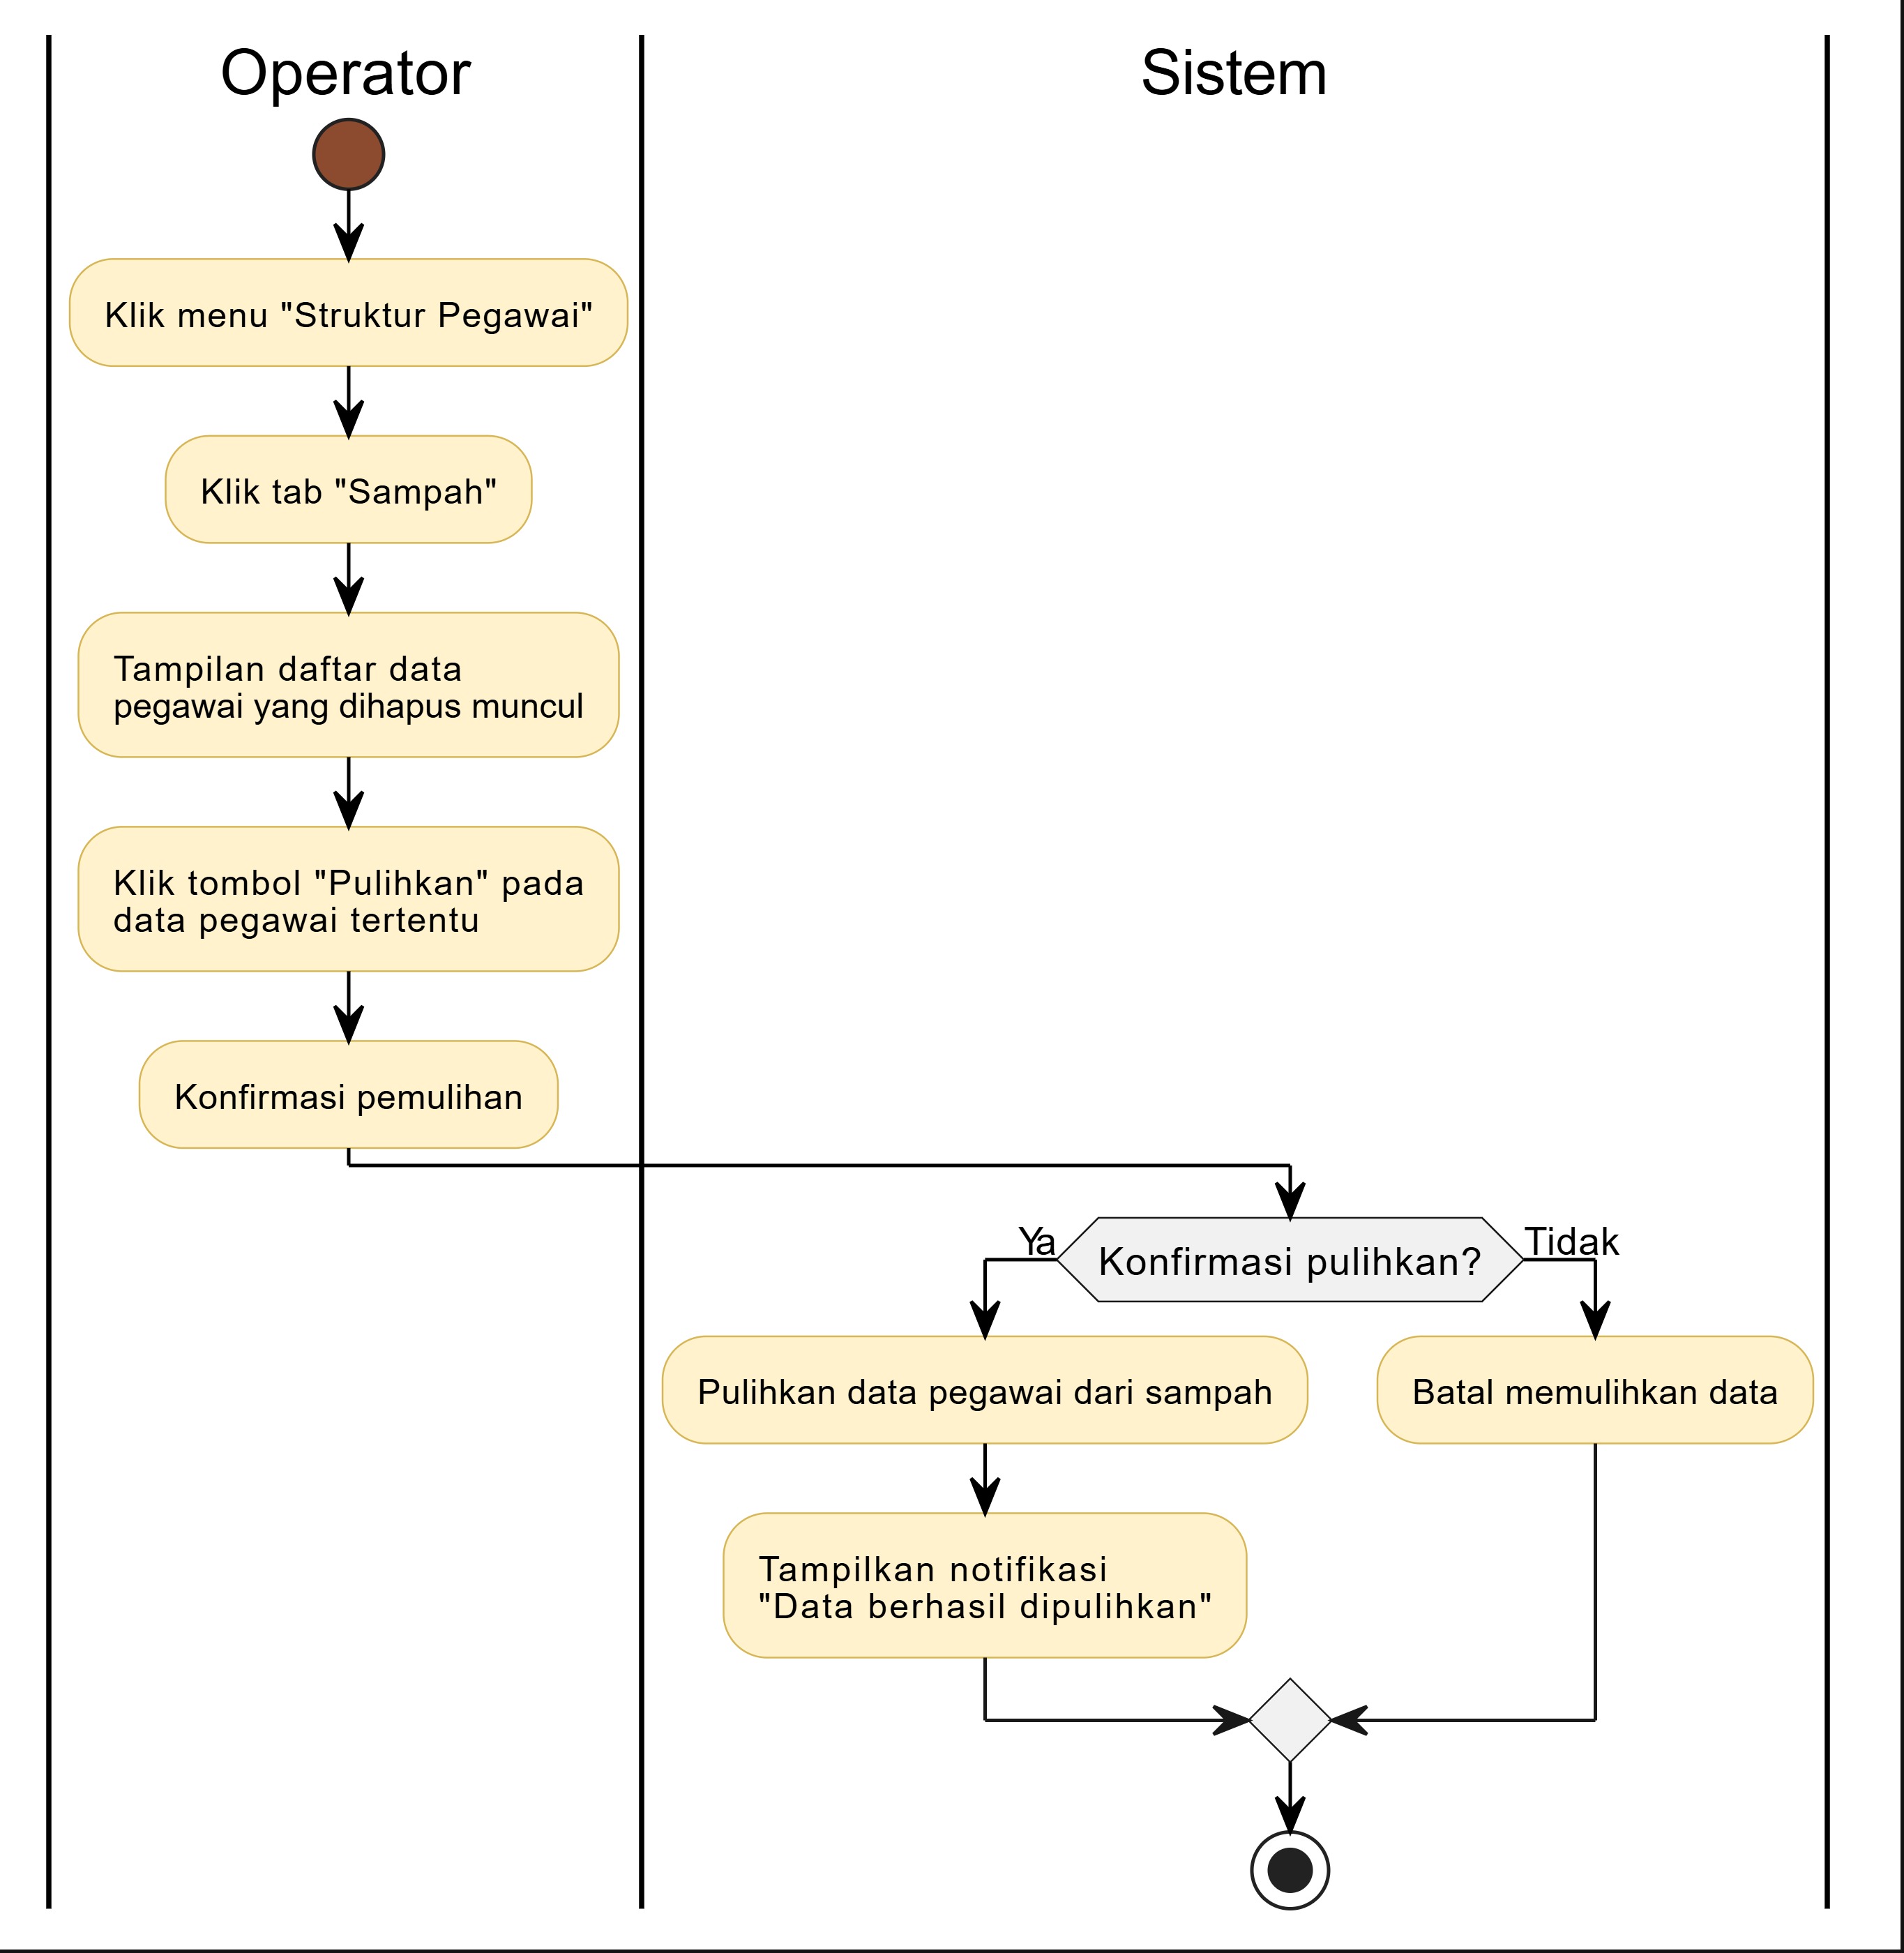 Operator
Sistem
Klik menu "Struktur Pegawai"
Klik tab "Sampah"
Tampilan daftar data
pegawai yang dihapus muncul
Klik tombol "Pulihkan" pada
data pegawai tertentu
Konfirmasi pemulihan
Ya
Konfirmasi pulihkan?
Tidak
Pulihkan data pegawai dari sampah
Batal memulihkan data
Tampilkan notifikasi
"Data berhasil dipulihkan"